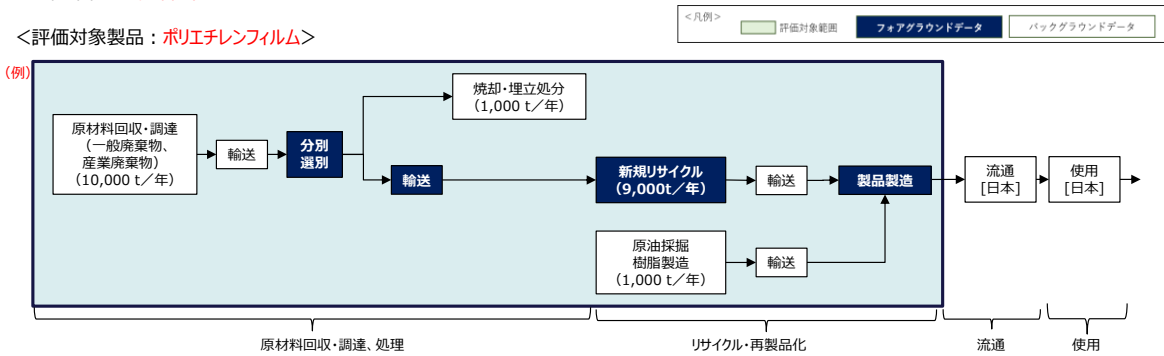 <凡例>
評価対象範囲
フォアグラウンドデータ
バックグラウンドデータ
<評価対象製品：ポリエチレンフィルム>
(例)
原材料回収・調達
（一般廃棄物、
産業廃棄物）
（10,000 t／年）
輸送
分別
選別
焼却・埋立処分
（1,000 t／年）
輸送
新規リサイクル
（9,000t／年）
輸送
製品製造
原油採掘
樹脂製造
（1,000 t／年）
輸送
流通
[日本]
使用
[日本]
原材料回収・調達、処理
リサイクル・再製品化
流通
使用